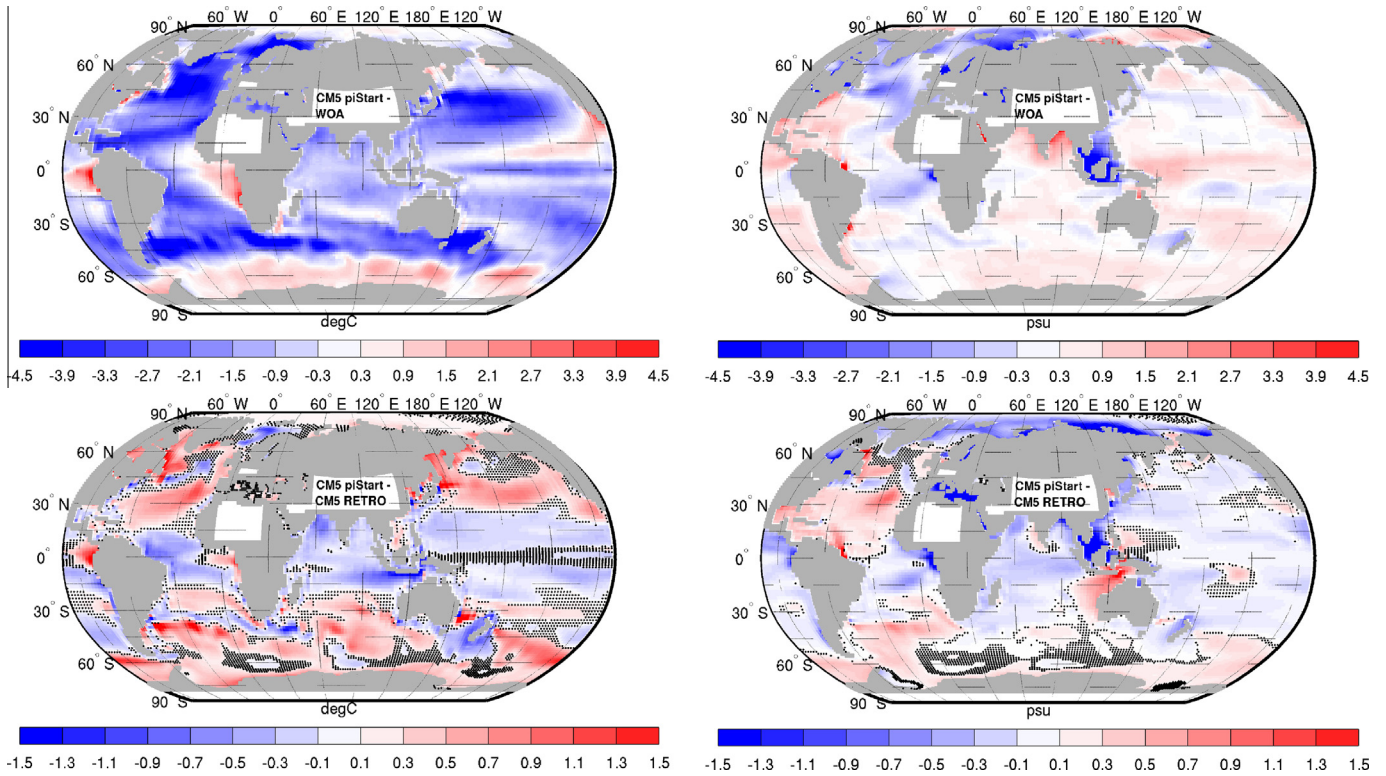 60° W 0° 60° E 120° 180° E 120° W
90° N
60° N
30° N
0°
30° S
60° S
90° S
CM5 piStart -
WOA
degC
-4.5 -3.9 -3.3 -2.7 -2.1 -1.5 -0.9 -0.3 0.3 0.9 1.5 2.1 2.7 3.3 3.9 4.5
60° W 0° 60° E 120° 180° E 120° W
90° N
60° N
30° N
0°
30° S
60° S
90° S
CM5 piStart -
WOA
psu
-4.5 -3.9 -3.3 -2.7 -2.1 -1.5 -0.9 -0.3 0.3 0.9 1.5 2.1 2.7 3.3 3.9 4.5
60° W 0° 60° E 120° E 180° W
90° N
60° N
30° N
0°
30° S
60° S
90° S
CM5 piStart -
CM5 RETRO
degC
-1.5 -1.3 -1.1 -0.9 -0.7 -0.5 -0.3 -0.1 0.1 0.3 0.5 0.7 0.9 1.1 1.3 1.5
60° W 0° 60° E 120° E 180° W
90° N
60° N
30° N
0°
30° S
60° S
90° S
CM5 piStart -
CM5 RETRO
psu
-1.5 -1.3 -1.1 -0.9 -0.7 -0.5 -0.3 -0.1 0.1 0.3 0.5 0.7 0.9 1.1 1.3 1.5